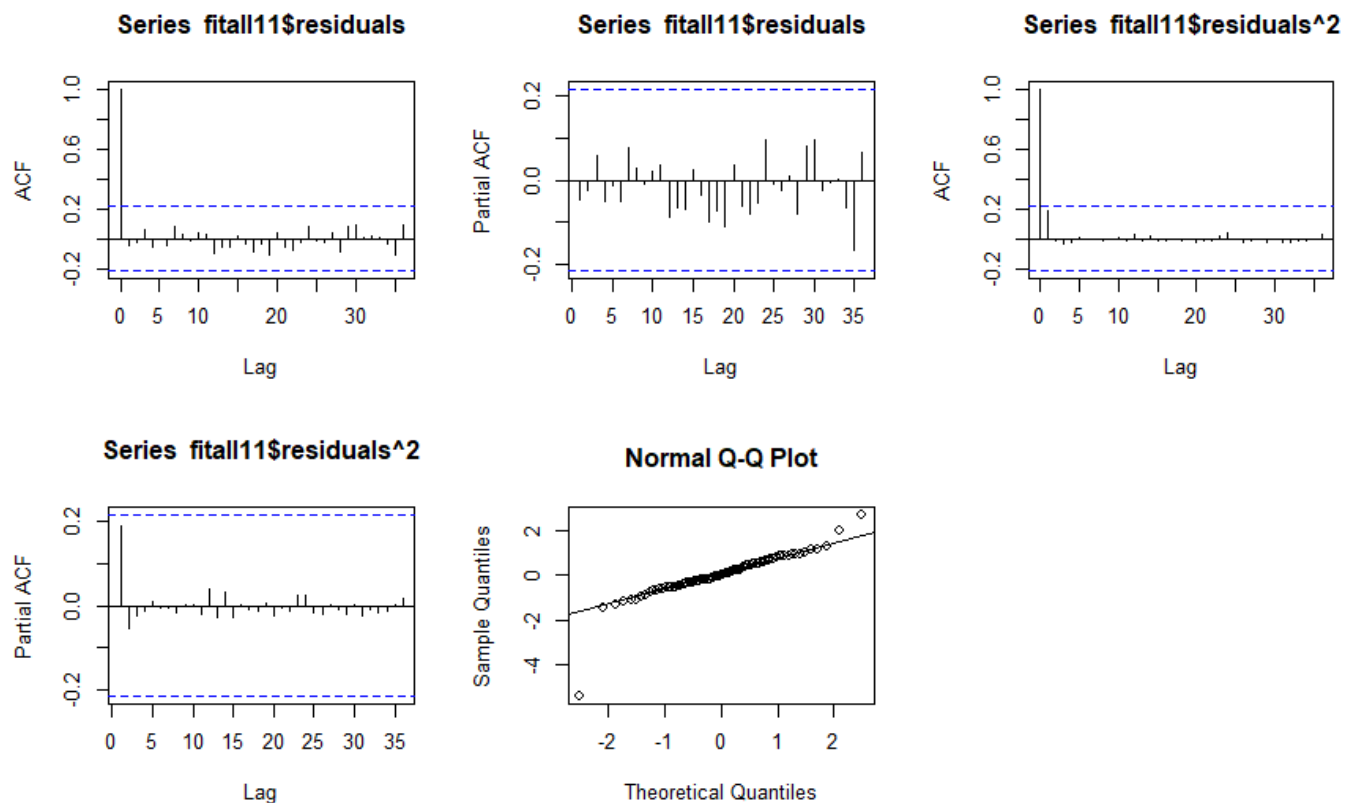 Series fitall11$residuals
ACF
-0.2 0.2 0.6 1.0
0 5 10 20 30
Lag
Series fitall11$residuals
Partial ACF
-0.2 0.0 0.2
0 5 10 15 20 25 30 35
Lag
Series fitall11$residuals^2
ACF
-0.2 0.2 0.6 1.0
0 5 10 20 30
Lag
Series fitall11$residuals^2
Partial ACF
-0.2 0.0 0.2
0 5 10 15 20 25 30 35
Lag
Normal Q-Q Plot
Sample Quantiles
-4 -2 0 2
-2 -1 0 1 2
Theoretical Quantiles